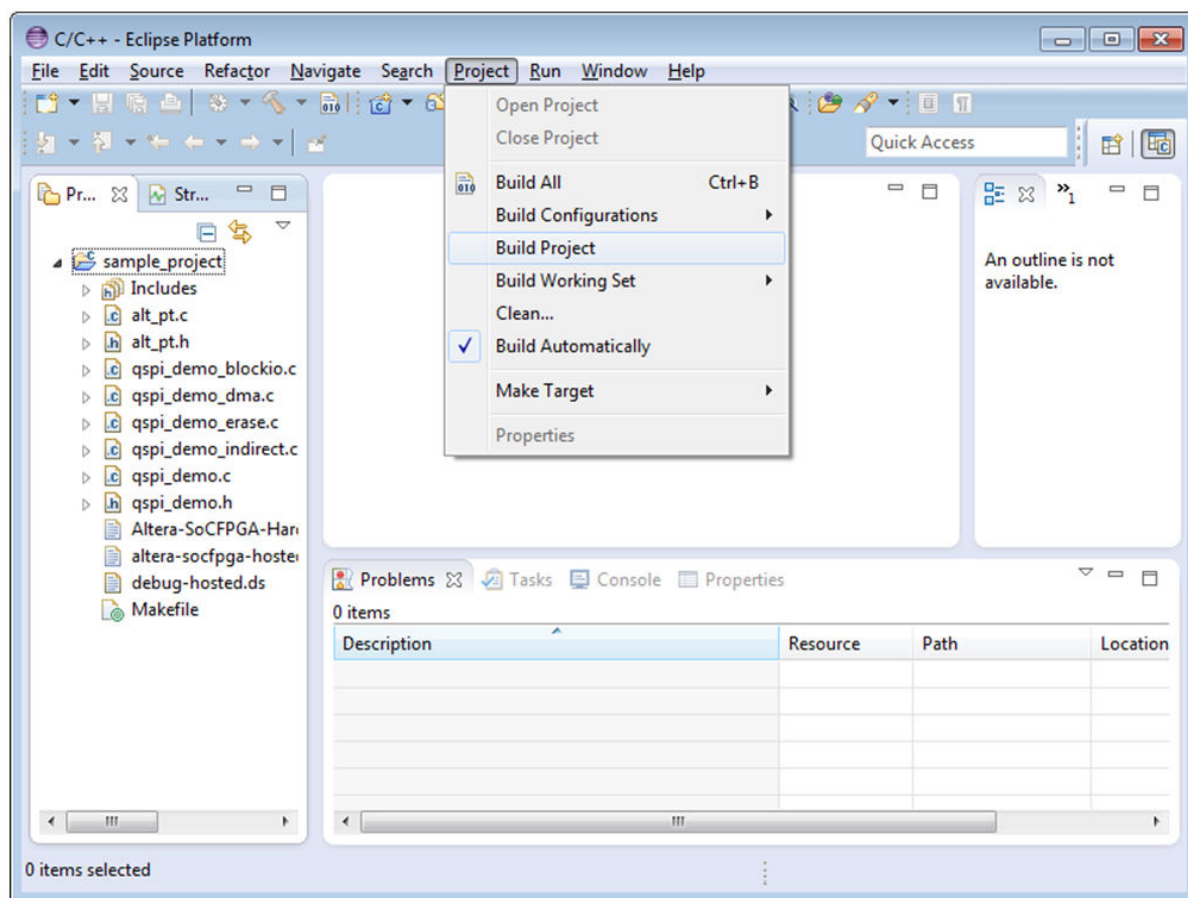 C/C++ - Eclipse Platform
File Edit Source Refactor Navigate Search Project Run Window Help
Quick Access
Open Project
Close Project
Build All Ctrl+B
Build Configurations
Build Project
Build Working Set
Clean...
Build Automatically
Make Target
Properties
Pr... Str...
sample_project
Includes
alt_pt.c
alt_pt.h
qspi_demo_blockio.c
qspi_demo_dma.c
qspi_demo_erase.c
qspi_demo_indirect.c
qspi_demo.c
qspi_demo.h
Altera-SoCFPGA-Har
altera-socfpga-hoste
debug-hosted.ds
Makefile
An outline is not
available.
Problems Tasks Console Properties
0 items
Description Resource Path Location
0 items selected